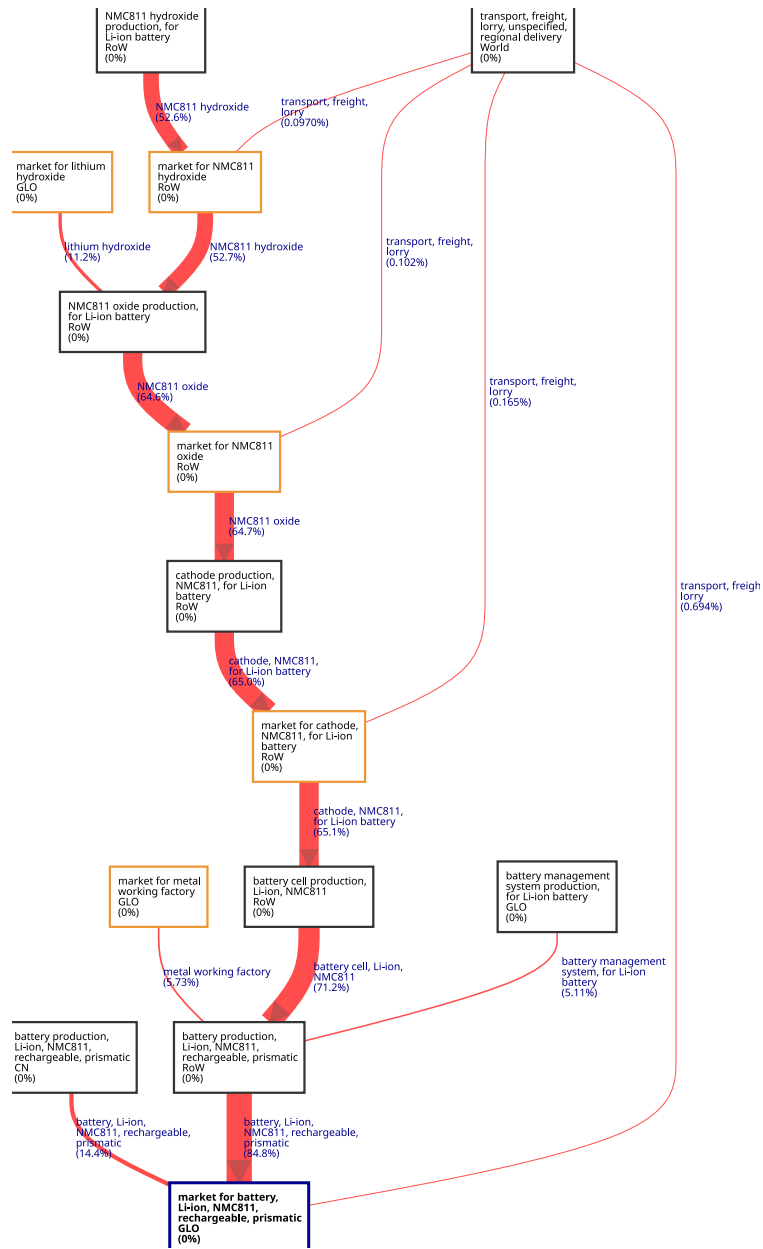 NMC811 hydroxide
production, for
Li-ion battery
RoW
(0%)
transport, freight,
lorry, unspecified,
regional delivery
World
(0%)
NMC811 hydroxide
(52.6%)
transport, freight,
lorry
(0.0970%)
market for lithium
hydroxide
GLO
(0%)
market for NMC811
hydroxide
RoW
(0%)
lithium hydroxide
(11.2%)
NMC811 hydroxide
(52.7%)
transport, freight,
lorry
(0.102%)
NMC811 oxide production,
for Li-ion battery
RoW
(0%)
NMC811 oxide
(64.6%)
transport, freight,
lorry
(0.165%)
market for NMC811
oxide
RoW
(0%)
NMC811 oxide
(64.7%)
cathode production,
NMC811, for Li-ion
battery
RoW
(0%)
transport, freight
lorry
(0.694%)
cathode, NMC811,
for Li-ion battery
(65.0%)
market for cathode,
NMC811, for Li-ion
battery
RoW
(0%)
cathode, NMC811,
for Li-ion battery
(65.1%)
market for metal
working factory
GLO
(0%)
battery cell production,
Li-ion, NMC811
RoW
(0%)
battery management
system production,
for Li-ion battery
GLO
(0%)
metal working factory
(5.73%)
battery cell, Li-ion,
NMC811
(71.2%)
battery management
system, for Li-ion
battery
(5.11%)
battery production,
Li-ion, NMC811,
rechargeable, prismatic
CN
(0%)
battery production,
Li-ion, NMC811,
rechargeable, prismatic
RoW
(0%)
battery, Li-ion,
NMC811, rechargeable,
prismatic
(14.4%)
battery, Li-ion,
NMC811, rechargeable,
prismatic
(84.8%)
market for battery,
Li-ion, NMC811,
rechargeable, prismatic
GLO
(0%)